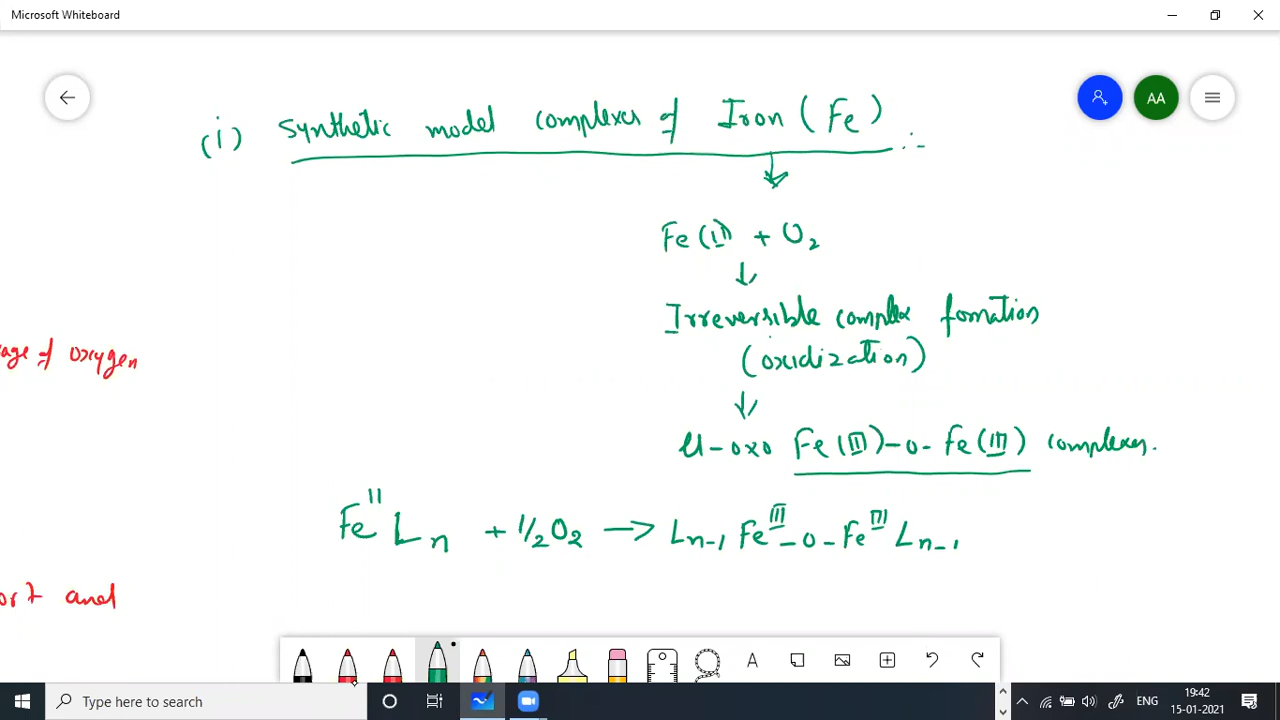 Microsoft Whiteboard
(i) Synthetic model complexes of Iron (Fe) :-
AA
Fe(II) + O2
↓
Irreversible complex formation
(oxidization)
↓
age of oxygen
μ-oxo Fe(III)-O-Fe(III) complexes.
Fe^II Ln + 1/2 O2 → Ln-1 Fe^III - O - Fe^III Ln-1
ort and
Type here to search
ENG
19:42
15-01-2021